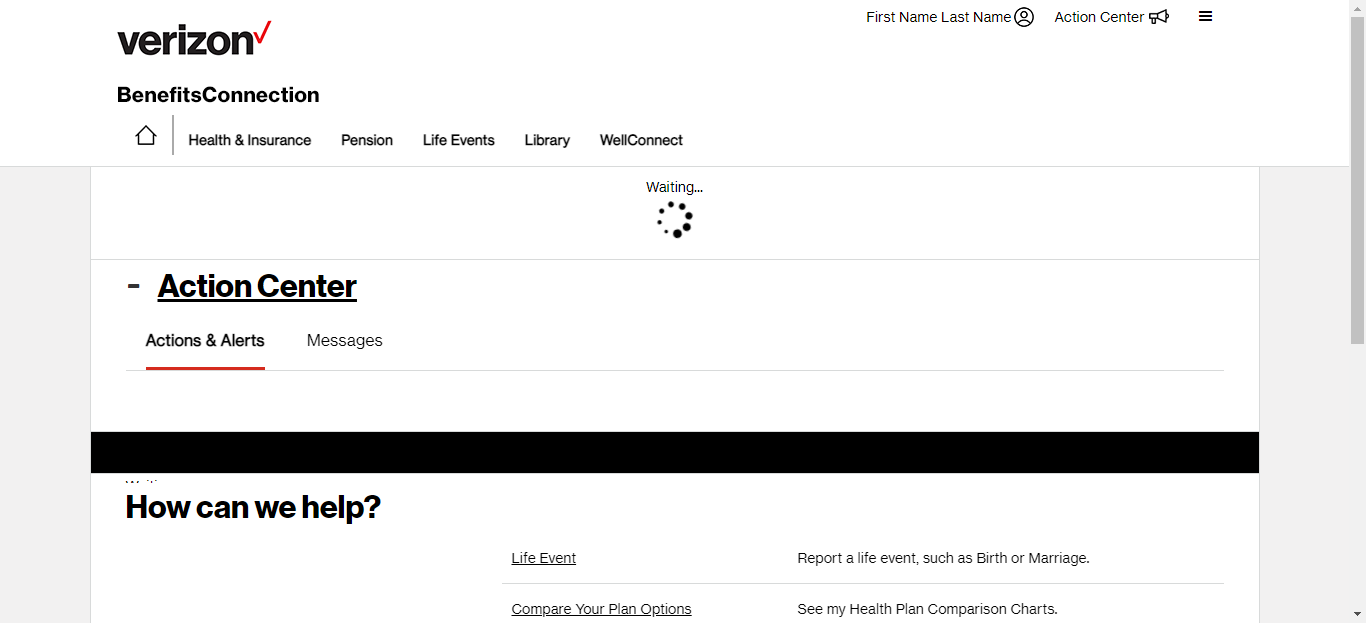 First Name Last Name Action Center
verizon
BenefitsConnection
Health & Insurance Pension Life Events Library WellConnect
Waiting...
- Action Center
Actions & Alerts Messages
How can we help?
Life Event Report a life event, such as Birth or Marriage.
Compare Your Plan Options See my Health Plan Comparison Charts.